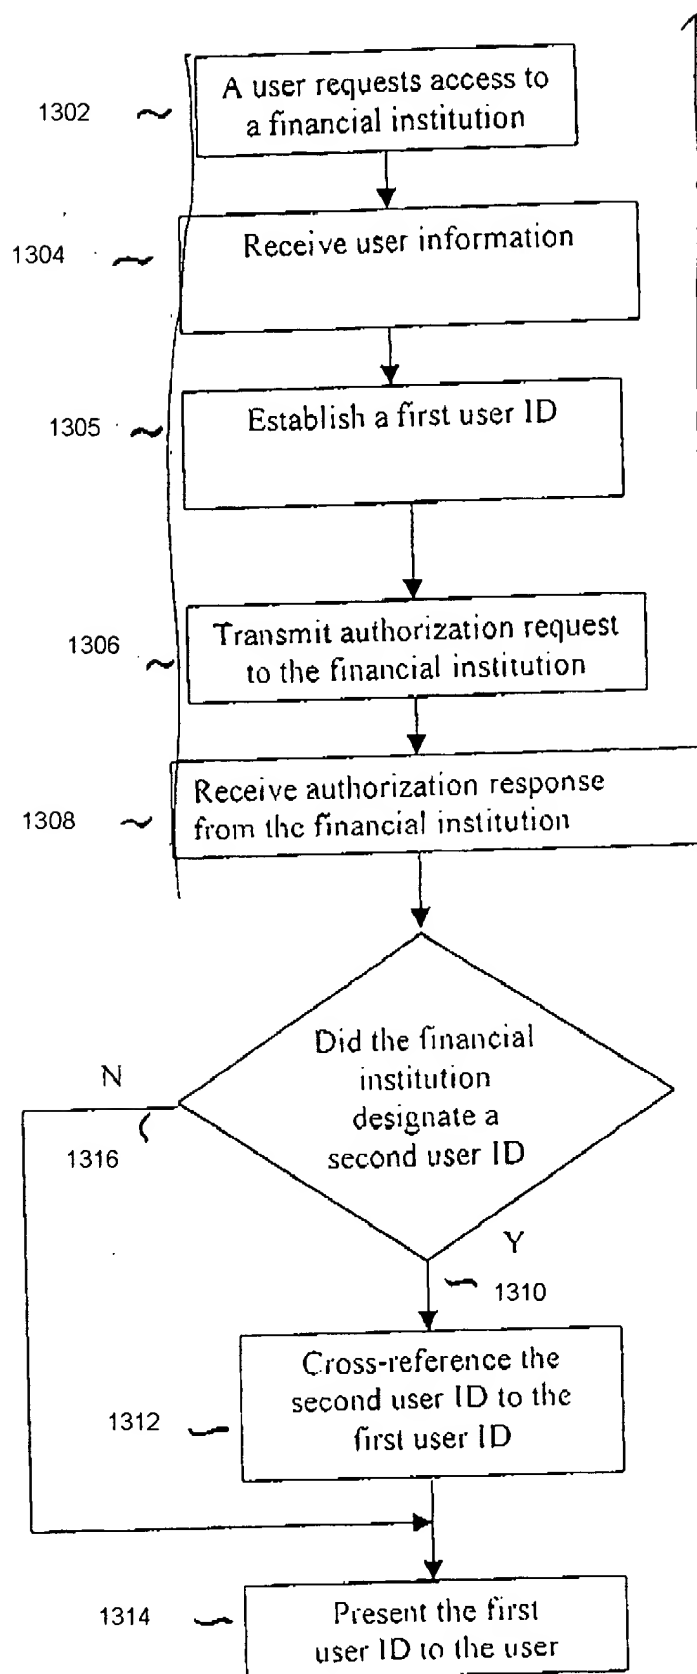 A user requests access to
1302
a financial institution
1304
Receive user information
1305
Establish a first user ID
1306
Transmit authorization request
to the financial institution
1308
Receive authorization response
from the financial institution
Did the financial
institution
designate a
second user ID
N
1316
Y
1310
Cross-reference the
second user ID to the
first user ID
1312
1314
Present the first
user ID to the user